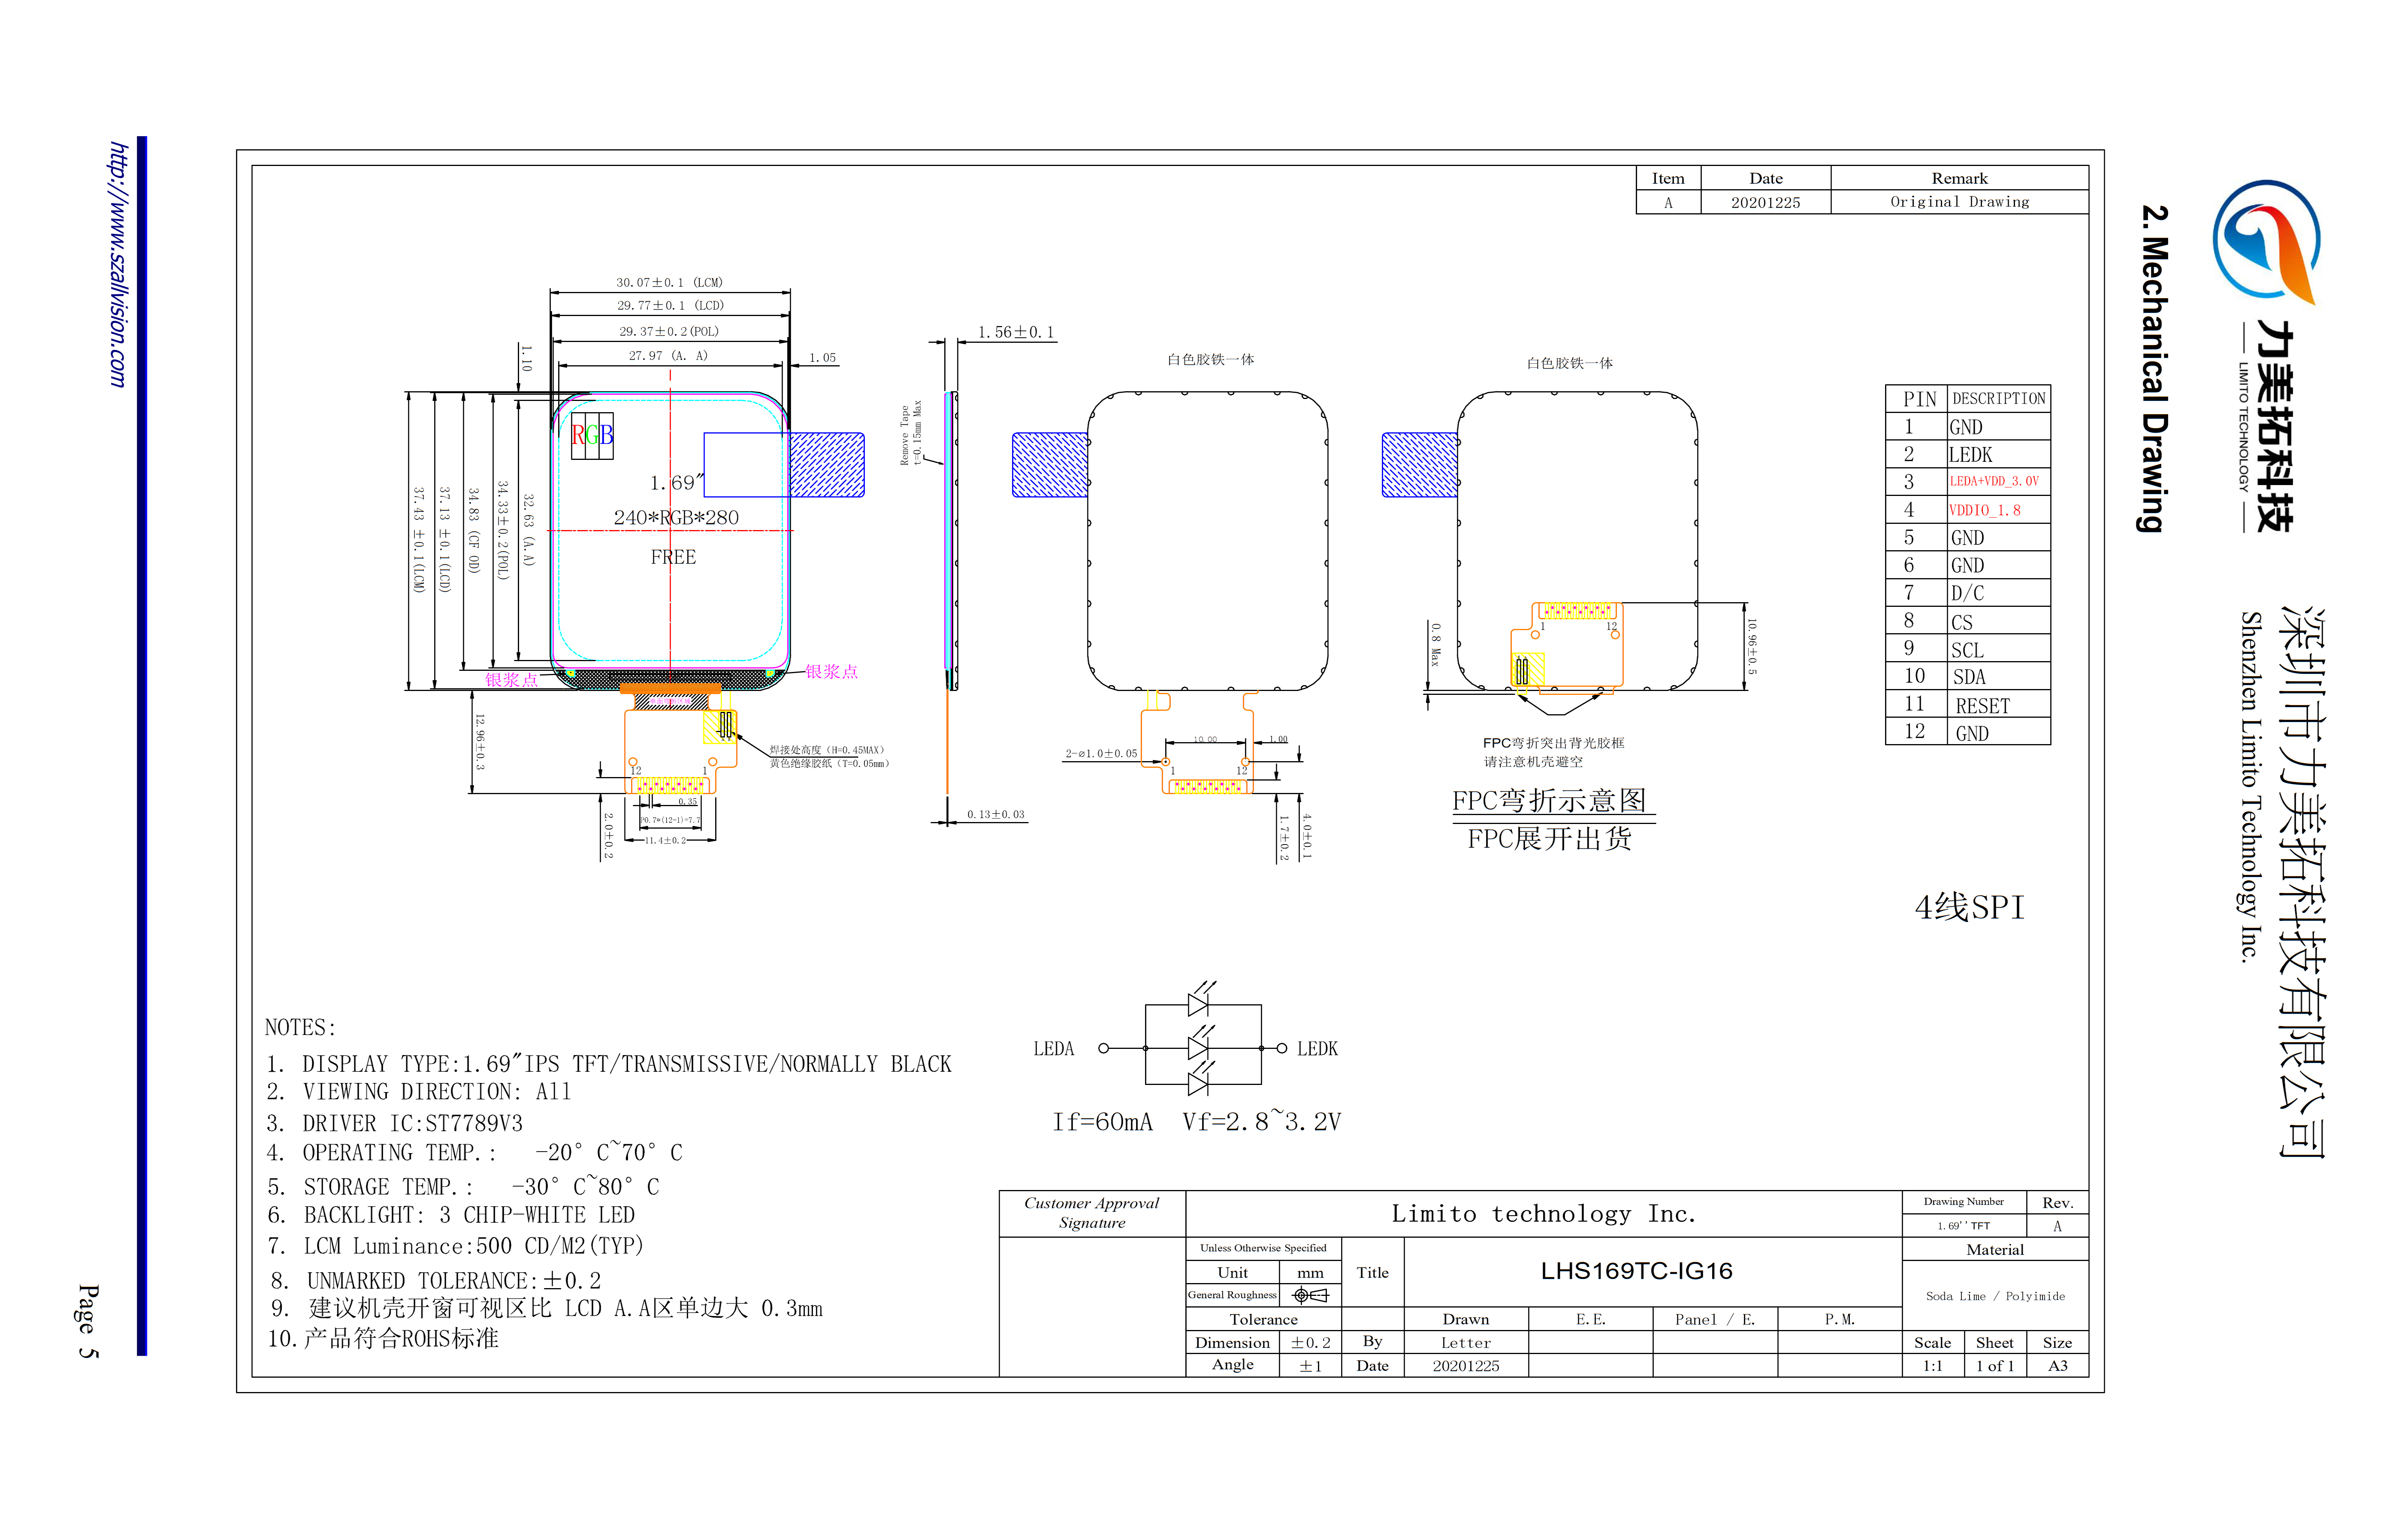 力美拓科技
LIMITO TECHNOLOGY
深圳市力美拓科技有限公司
Shenzhen Limito Technology Inc.
2. Mechanical Drawing
Item Date Remark
A 20201225 Original Drawing
30.07±0.1 (LCM)
29.77±0.1 (LCD)
29.37±0.2(POL)
27.97 (A. A)
1.05
1.10
37.43 ±0.1(LCM)
37.13 ±0.1(LCD)
34.83 (CF OD)
34.33±0.2(POL)
32.63 (A.A)
RGB
1.69"
240*RGB*280
FREE
银浆点
银浆点
12.96±0.3
焊接处高度（H=0.45MAX）
黄色绝缘胶纸（T=0.05mm）
12 1
0.35
P0.7*(12-1)=7.7
11.4±0.2
2.0±0.2
1.56±0.1
Remove Tape
t=0.15mm Max
0.13±0.03
白色胶铁一体
10.00
1.00
2-⌀1.0±0.05
1 12
1.7±0.2
4.0±0.1
白色胶铁一体
1 12
0.8 Max
10.96±0.5
FPC弯折突出背光胶框
请注意机壳避空
FPC弯折示意图
FPC展开出货
PIN DESCRIPTION
1 GND
2 LEDK
3 LEDA+VDD_3.0V
4 VDDIO_1.8
5 GND
6 GND
7 D/C
8 CS
9 SCL
10 SDA
11 RESET
12 GND
4线SPI
LEDA LEDK
If=60mA Vf=2.8~3.2V
NOTES:
1. DISPLAY TYPE:1.69"IPS TFT/TRANSMISSIVE/NORMALLY BLACK
2. VIEWING DIRECTION: All
3. DRIVER IC:ST7789V3
4. OPERATING TEMP.: -20° C~70° C
5. STORAGE TEMP.: -30° C~80° C
6. BACKLIGHT: 3 CHIP-WHITE LED
7. LCM Luminance:500 CD/M2(TYP)
8. UNMARKED TOLERANCE:±0.2
9. 建议机壳开窗可视区比 LCD A.A区单边大 0.3mm
10.产品符合ROHS标准
Customer Approval
Signature
Limito technology Inc.
Drawing Number Rev.
1.69''TFT A
Unless Otherwise Specified
Unit mm
General Roughness
Title
LHS169TC-IG16
Material
Soda Lime / Polyimide
Tolerance Drawn E.E. Panel / E. P.M.
Dimension ±0.2 By Letter
Angle ±1 Date 20201225
Scale Sheet Size
1:1 1 of 1 A3
http://www.szallvision.com
Page 5